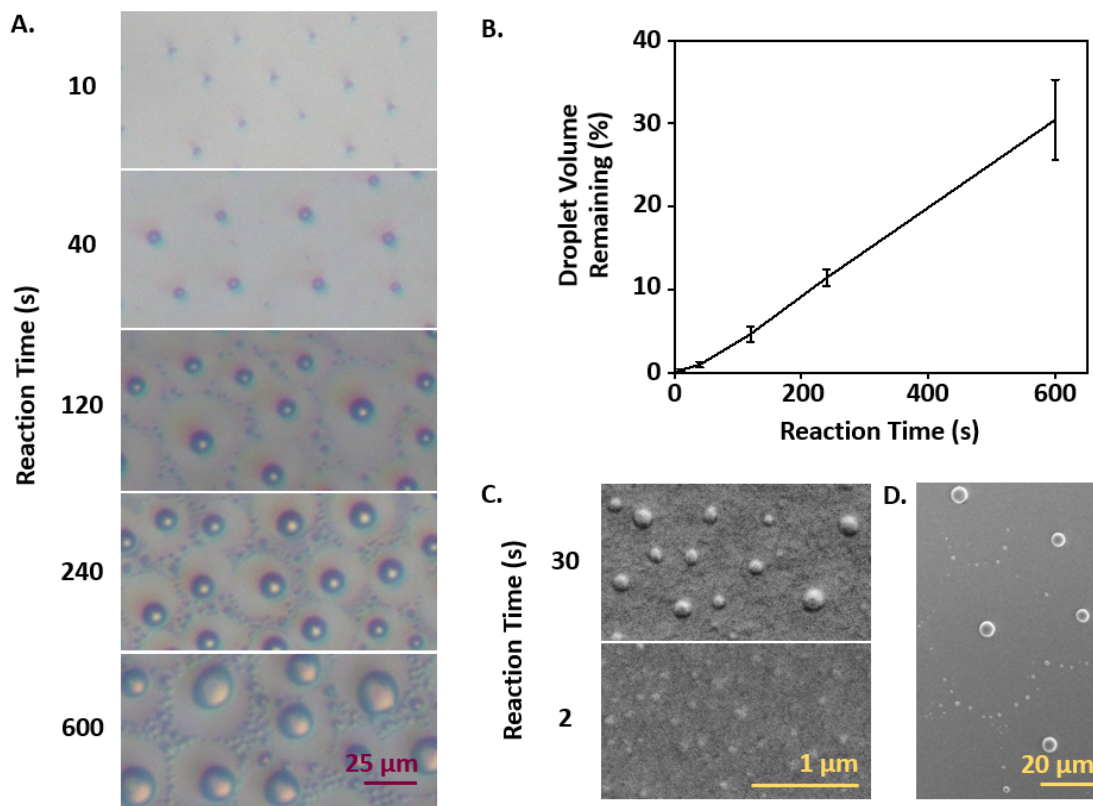 A.
Reaction Time (s)
10
40
120
240
600
25 µm
B.
Droplet Volume
Remaining (%)
40
30
20
10
0
0
200
400
600
Reaction Time (s)
C.
Reaction Time (s)
30
2
1 µm
D.
20 µm